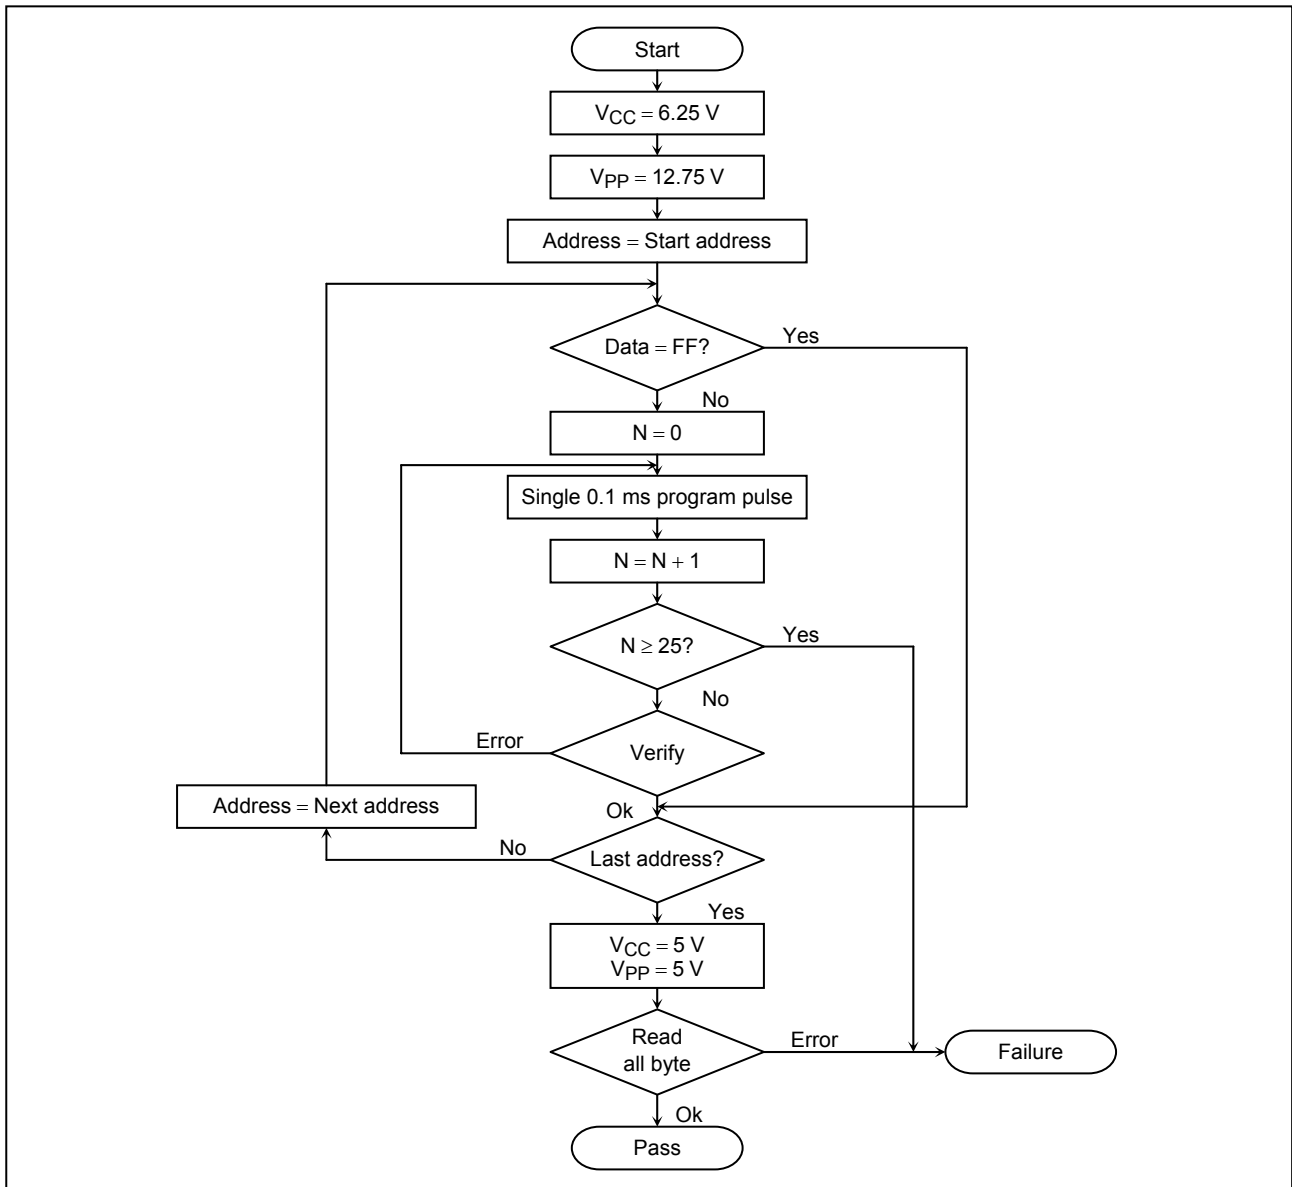 Start
VCC = 6.25 V
VPP = 12.75 V
Address = Start address
Data = FF?
Yes
No
N = 0
Single 0.1 ms program pulse
N = N + 1
N ≥ 25?
Yes
No
Error
Verify
Address = Next address
Ok
No
Last address?
Yes
VCC = 5 V
VPP = 5 V
Read
all byte
Error
Failure
Ok
Pass